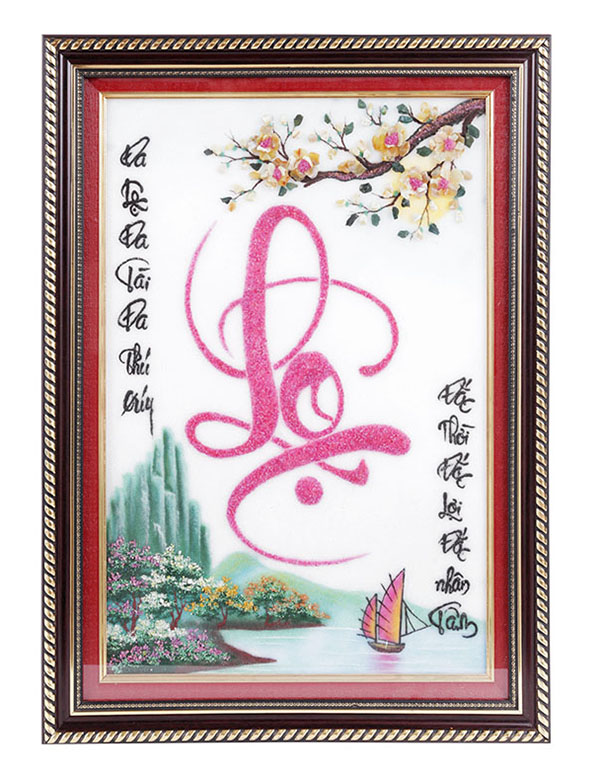 Đa
Lộc
Đa
Tài
Đa
Phú
Quý
Lộc
Đắc
Thời
Đắc
Lợi
Đắc
nhân
Tâm